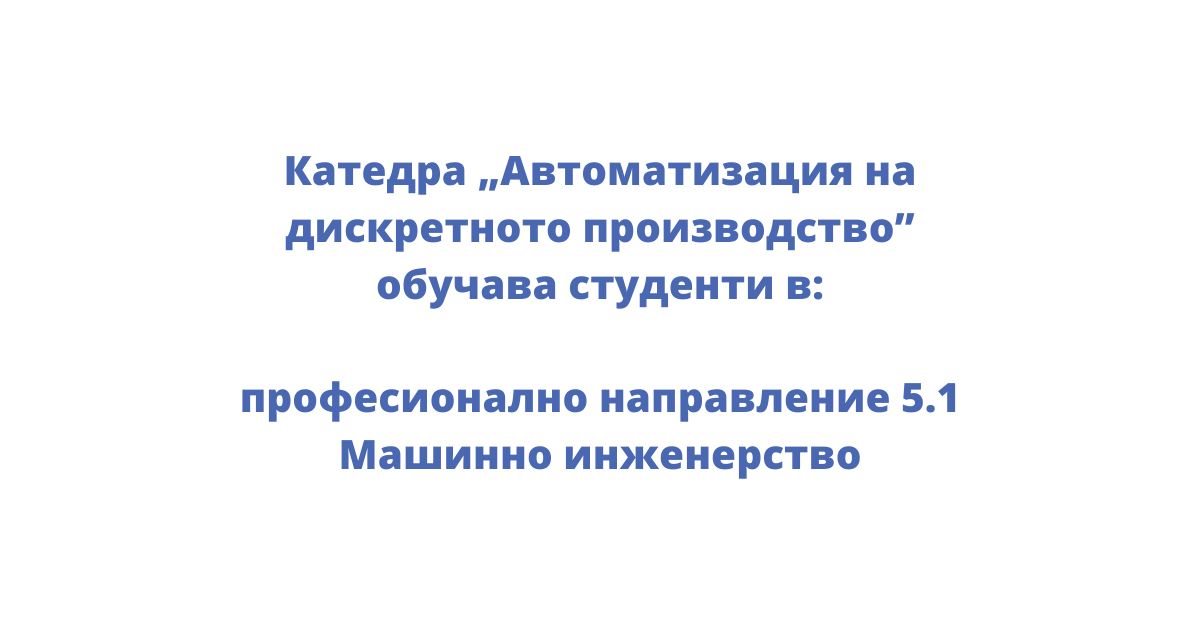 Катедра „Автоматизация на
дискретното производство”
обучава студенти в:
професионално направление 5.1
Машинно инженерство